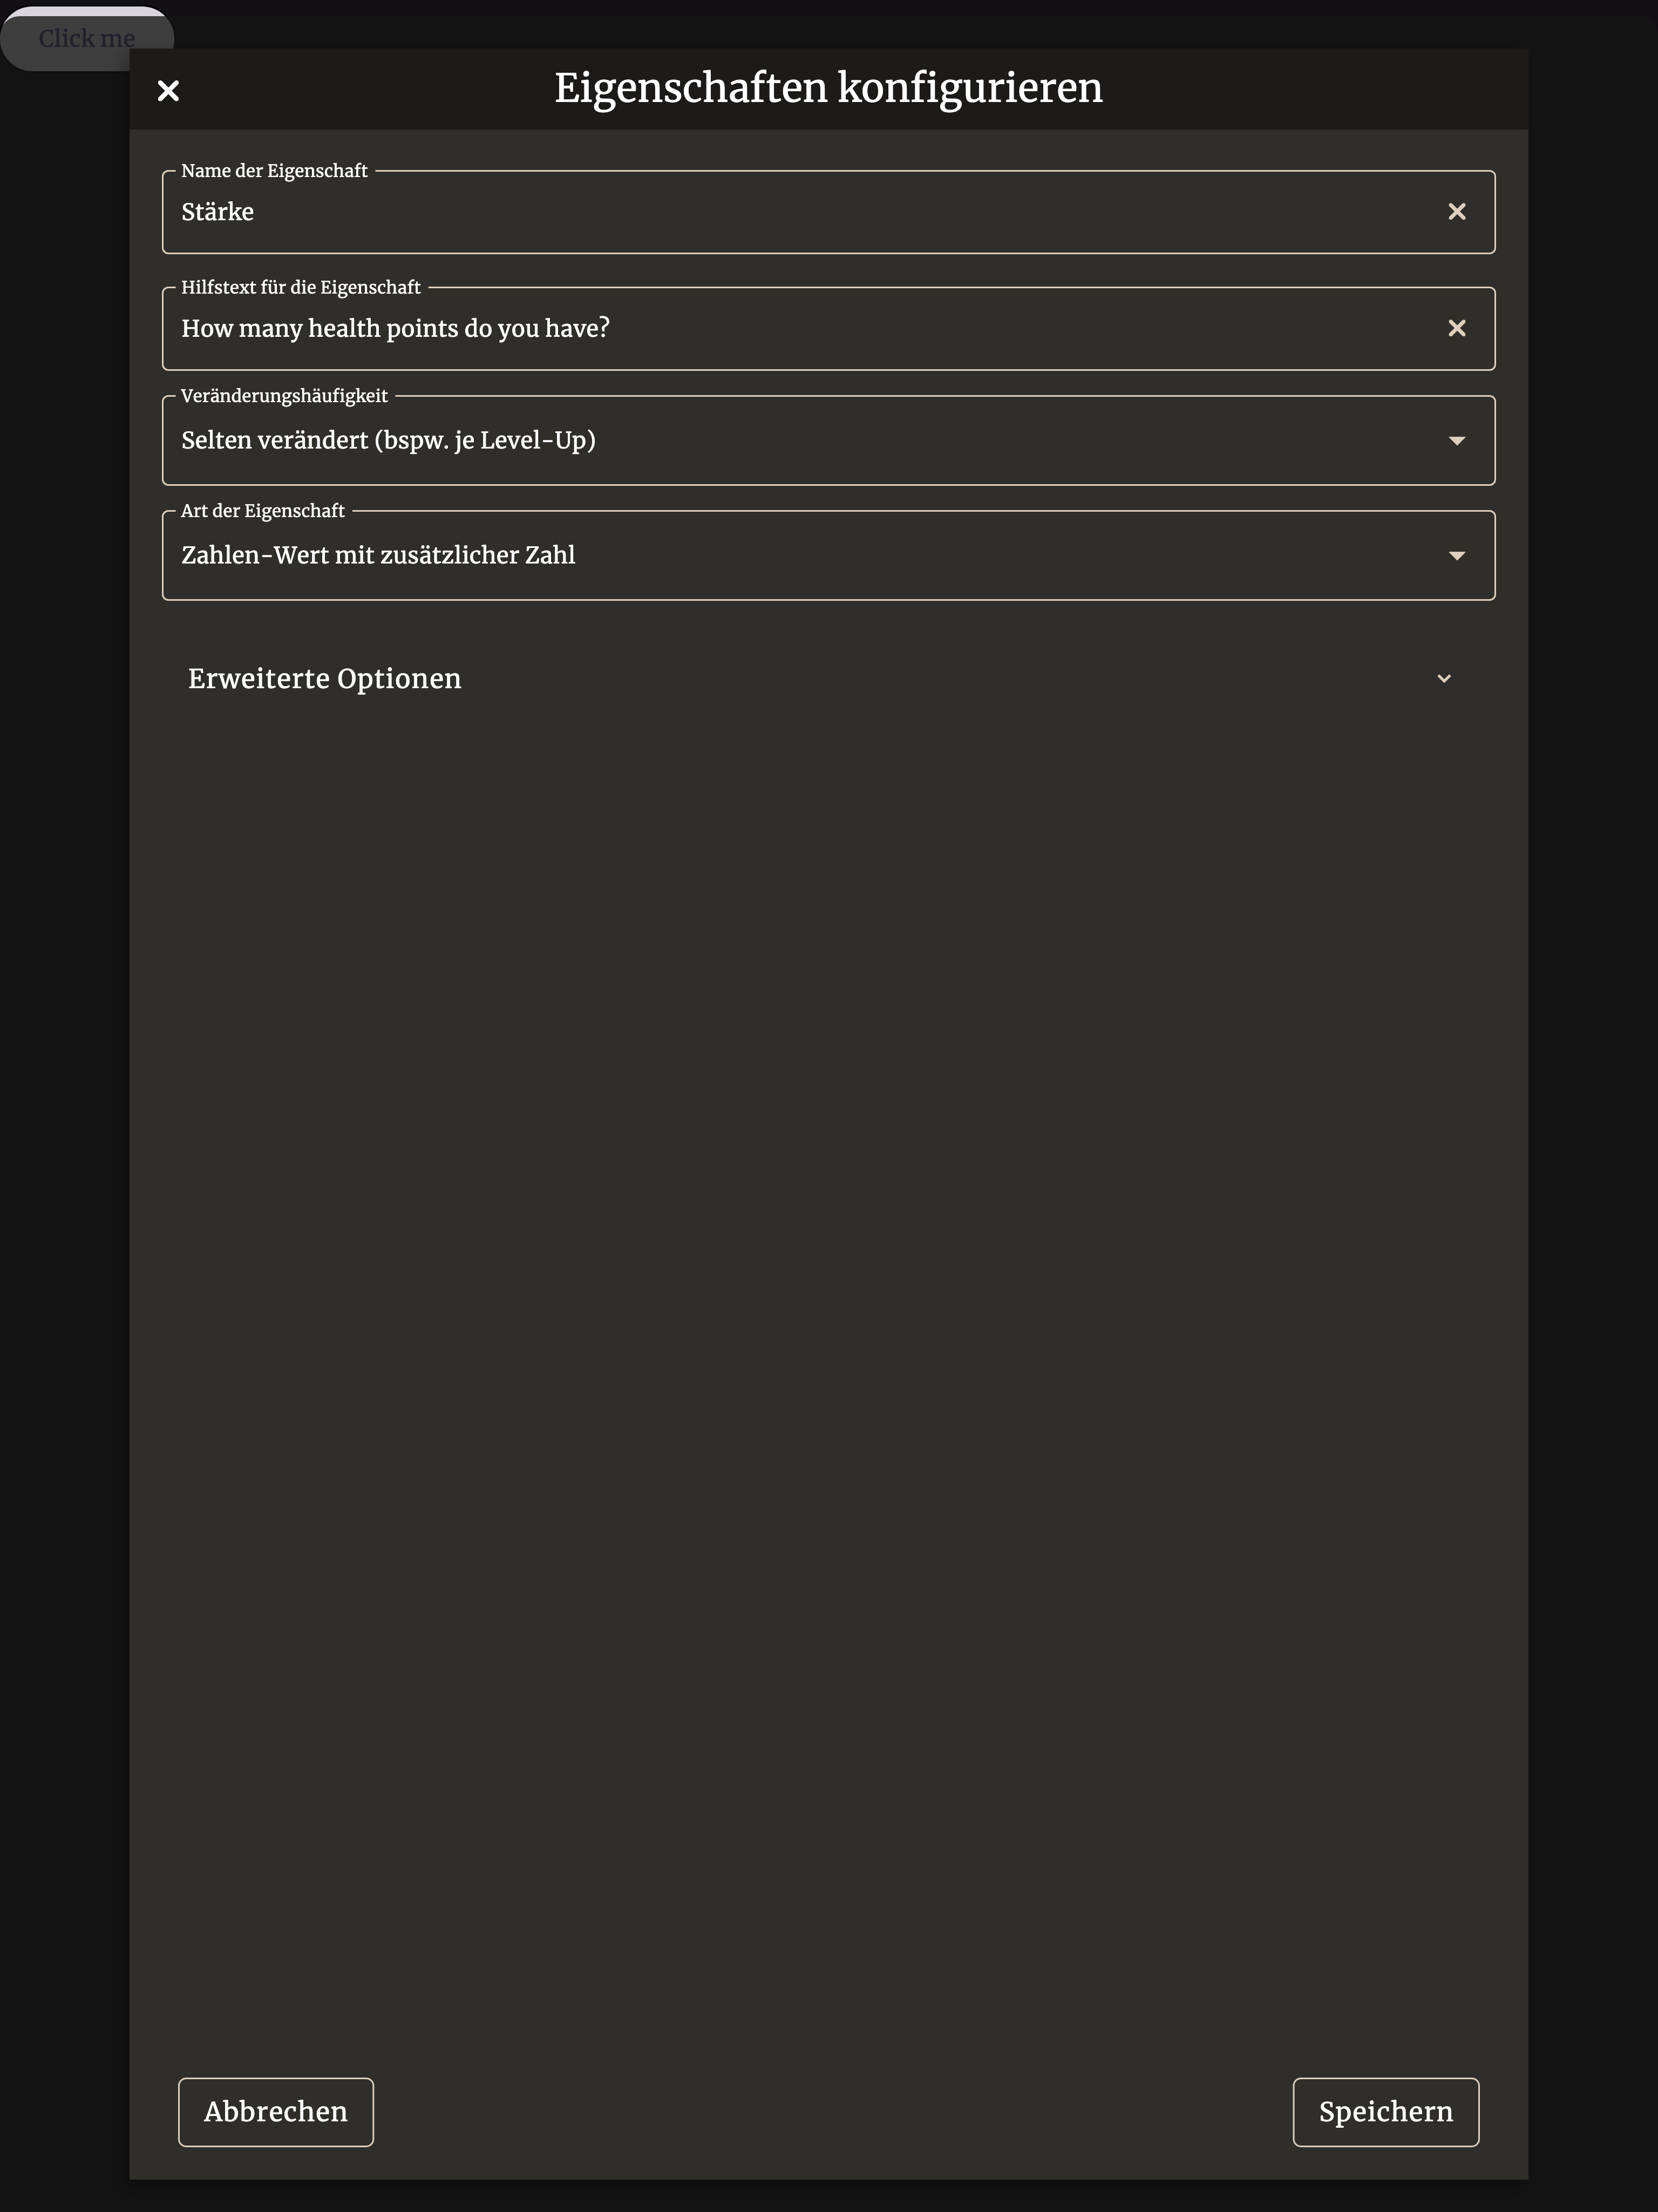 Click me
Eigenschaften konfigurieren
Name der Eigenschaft
Stärke
Hilfstext für die Eigenschaft
How many health points do you have?
Veränderungshäufigkeit
Selten verändert (bspw. je Level-Up)
Art der Eigenschaft
Zahlen-Wert mit zusätzlicher Zahl
Erweiterte Optionen
Abbrechen
Speichern